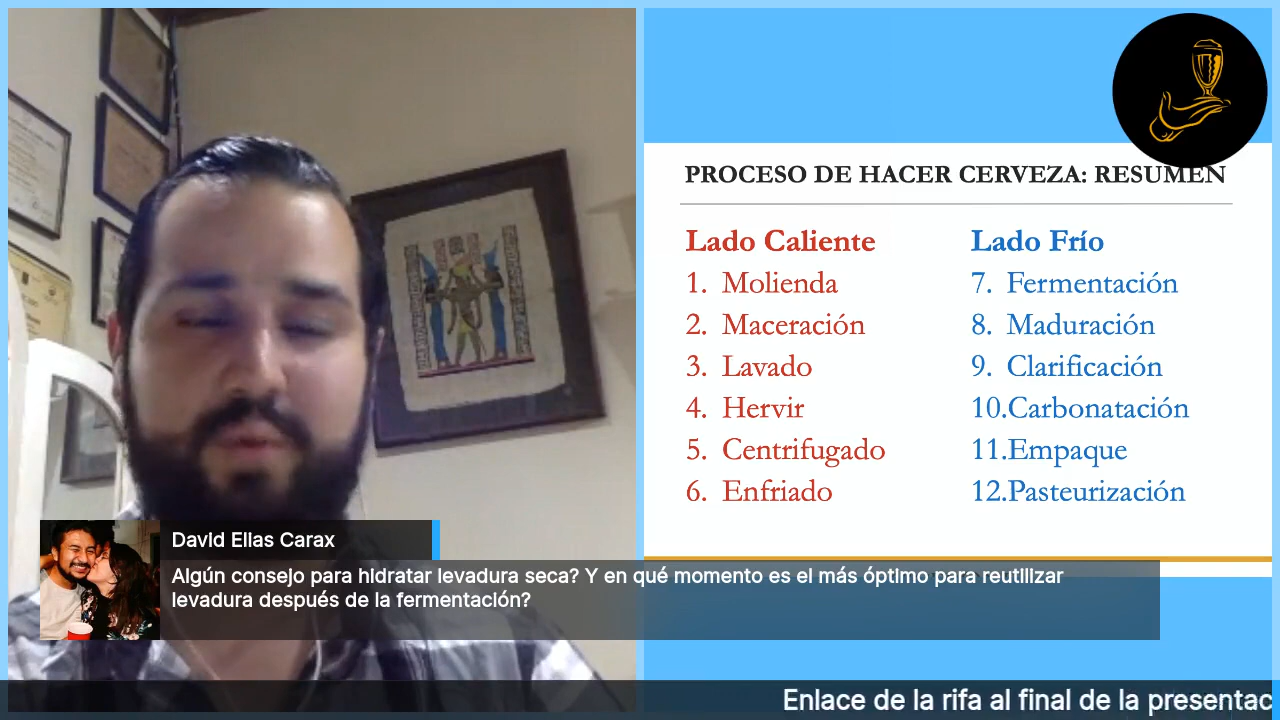 PROCESO DE HACER CERVEZA: RESUMEN
Lado Caliente
1. Molienda
2. Maceración
3. Lavado
4. Hervir
5. Centrifugado
6. Enfriado
Lado Frío
7. Fermentación
8. Maduración
9. Clarificación
10.Carbonatación
11.Empaque
12.Pasteurización
David Elias Carax
Algún consejo para hidratar levadura seca? Y en qué momento es el más óptimo para reutilizar
levadura después de la fermentación?
Enlace de la rifa al final de la presentac